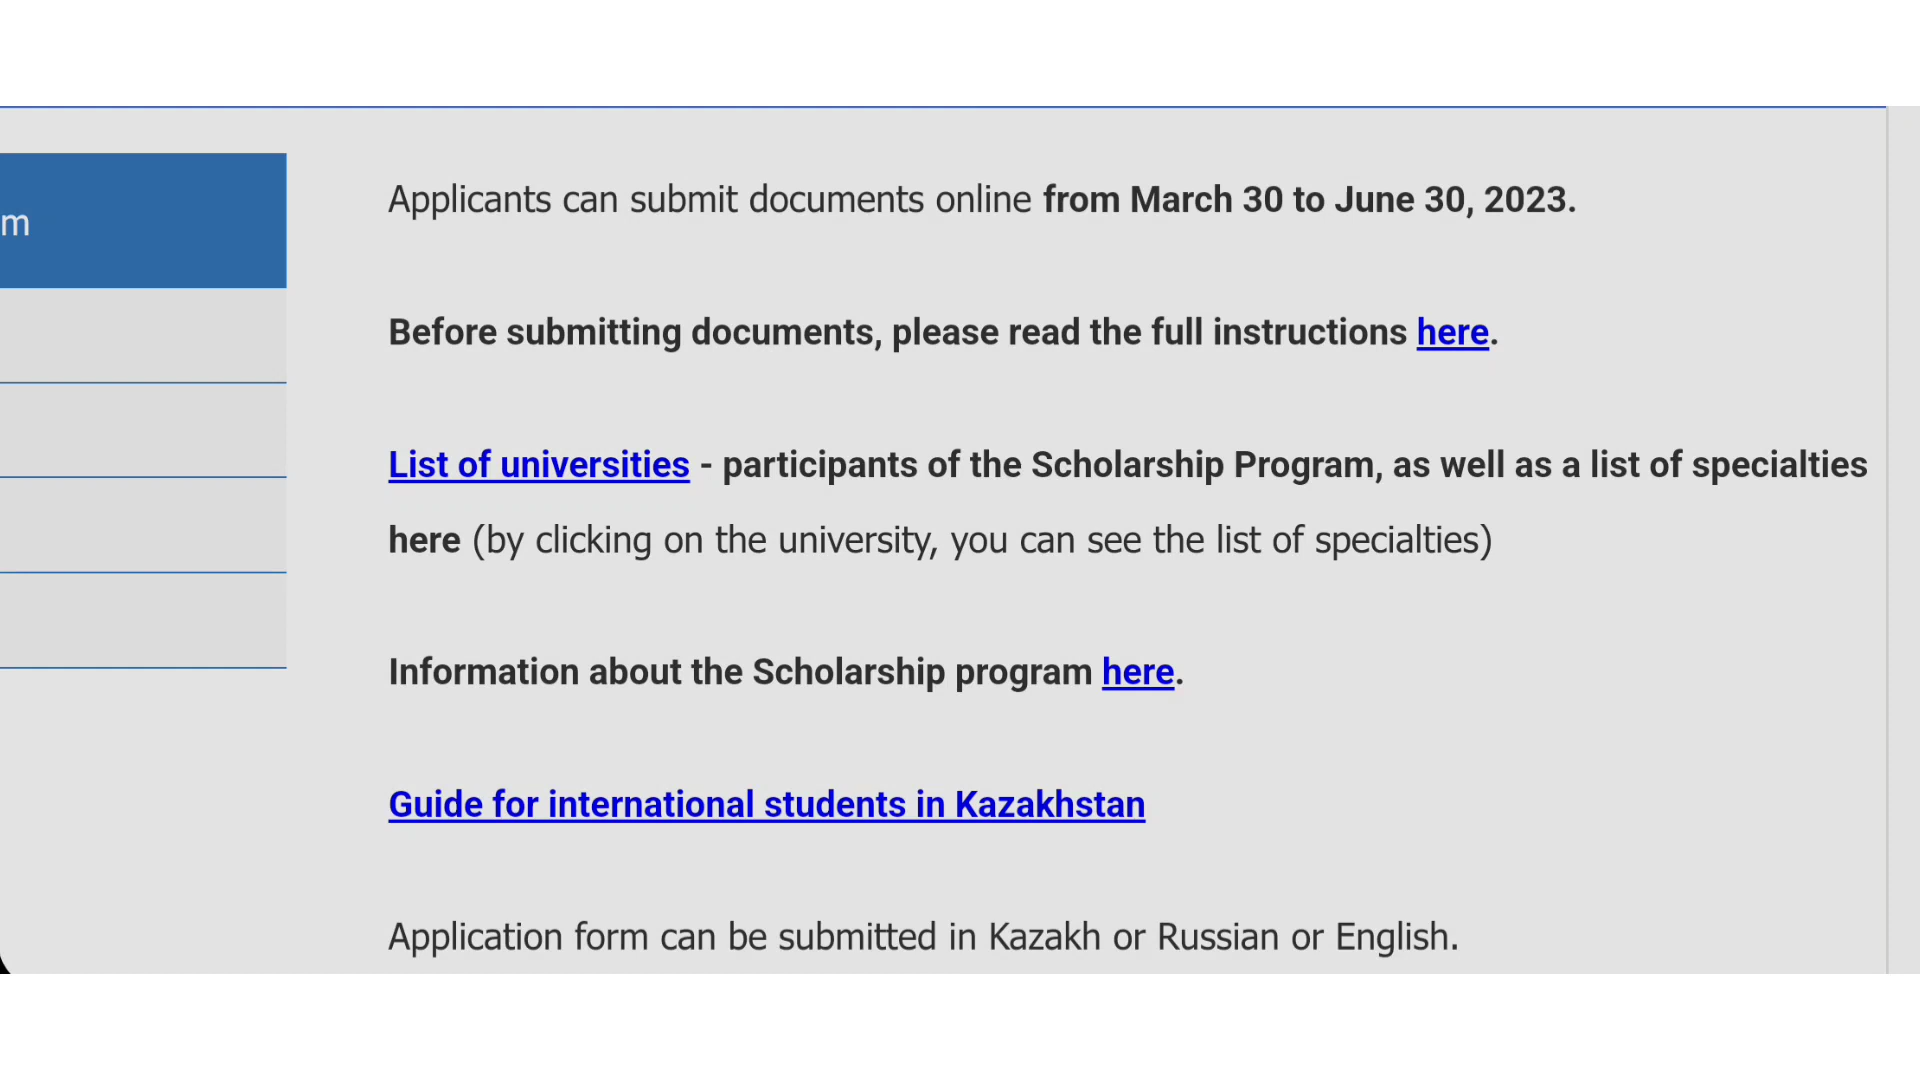 m
Applicants can submit documents online from March 30 to June 30, 2023.
Before submitting documents, please read the full instructions here.
List of universities - participants of the Scholarship Program, as well as a list of specialties
here (by clicking on the university, you can see the list of specialties)
Information about the Scholarship program here.
Guide for international students in Kazakhstan
Application form can be submitted in Kazakh or Russian or English.